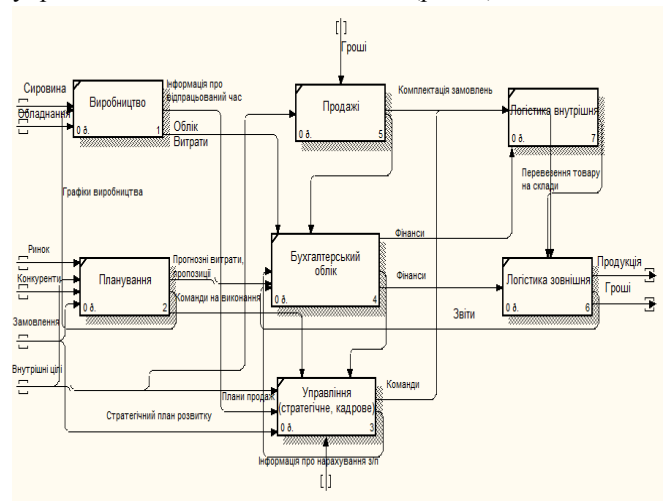 Гроші
Сировина
Обладнання
Виробництво
0 ð.
1
Інформація про
відпрацьований час
Облік
Витрати
Продажі
0 ð.
5
Комплектація замовлень
Логістика внутрішня
0 ð.
7
Перевезення товару
на склади
Графіки виробництва
Ринок
Конкуренти
Замовлення
Внутрішні цілі
Планування
0 ð.
2
Прогнозні витрати,
пропозиції
Команди на виконання
Бухгалтерський
облік
0 ð.
4
Фінанси
Фінанси
Логістика зовнішня
0 ð.
6
Продукція
Гроші
Звіти
Плани продаж
Стратегічний план розвитку
Управління
(стратегічне, кадрове)
0 ð.
3
Команди
Інформація про нарахування з/п